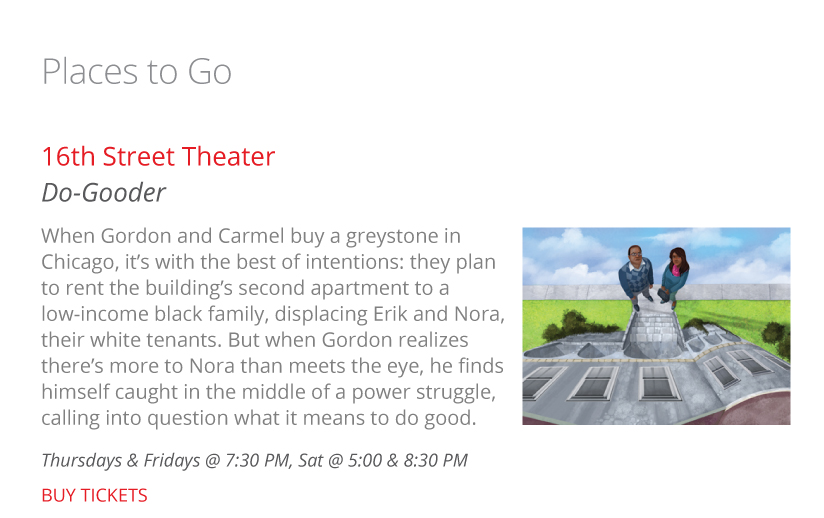 Places to Go
16th Street Theater
Do-Gooder
When Gordon and Carmel buy a greystone in
Chicago, it’s with the best of intentions: they plan
to rent the building’s second apartment to a
low-income black family, displacing Erik and Nora,
their white tenants. But when Gordon realizes
there’s more to Nora than meets the eye, he finds
himself caught in the middle of a power struggle,
calling into question what it means to do good.
Thursdays & Fridays @ 7:30 PM, Sat @ 5:00 & 8:30 PM
BUY TICKETS